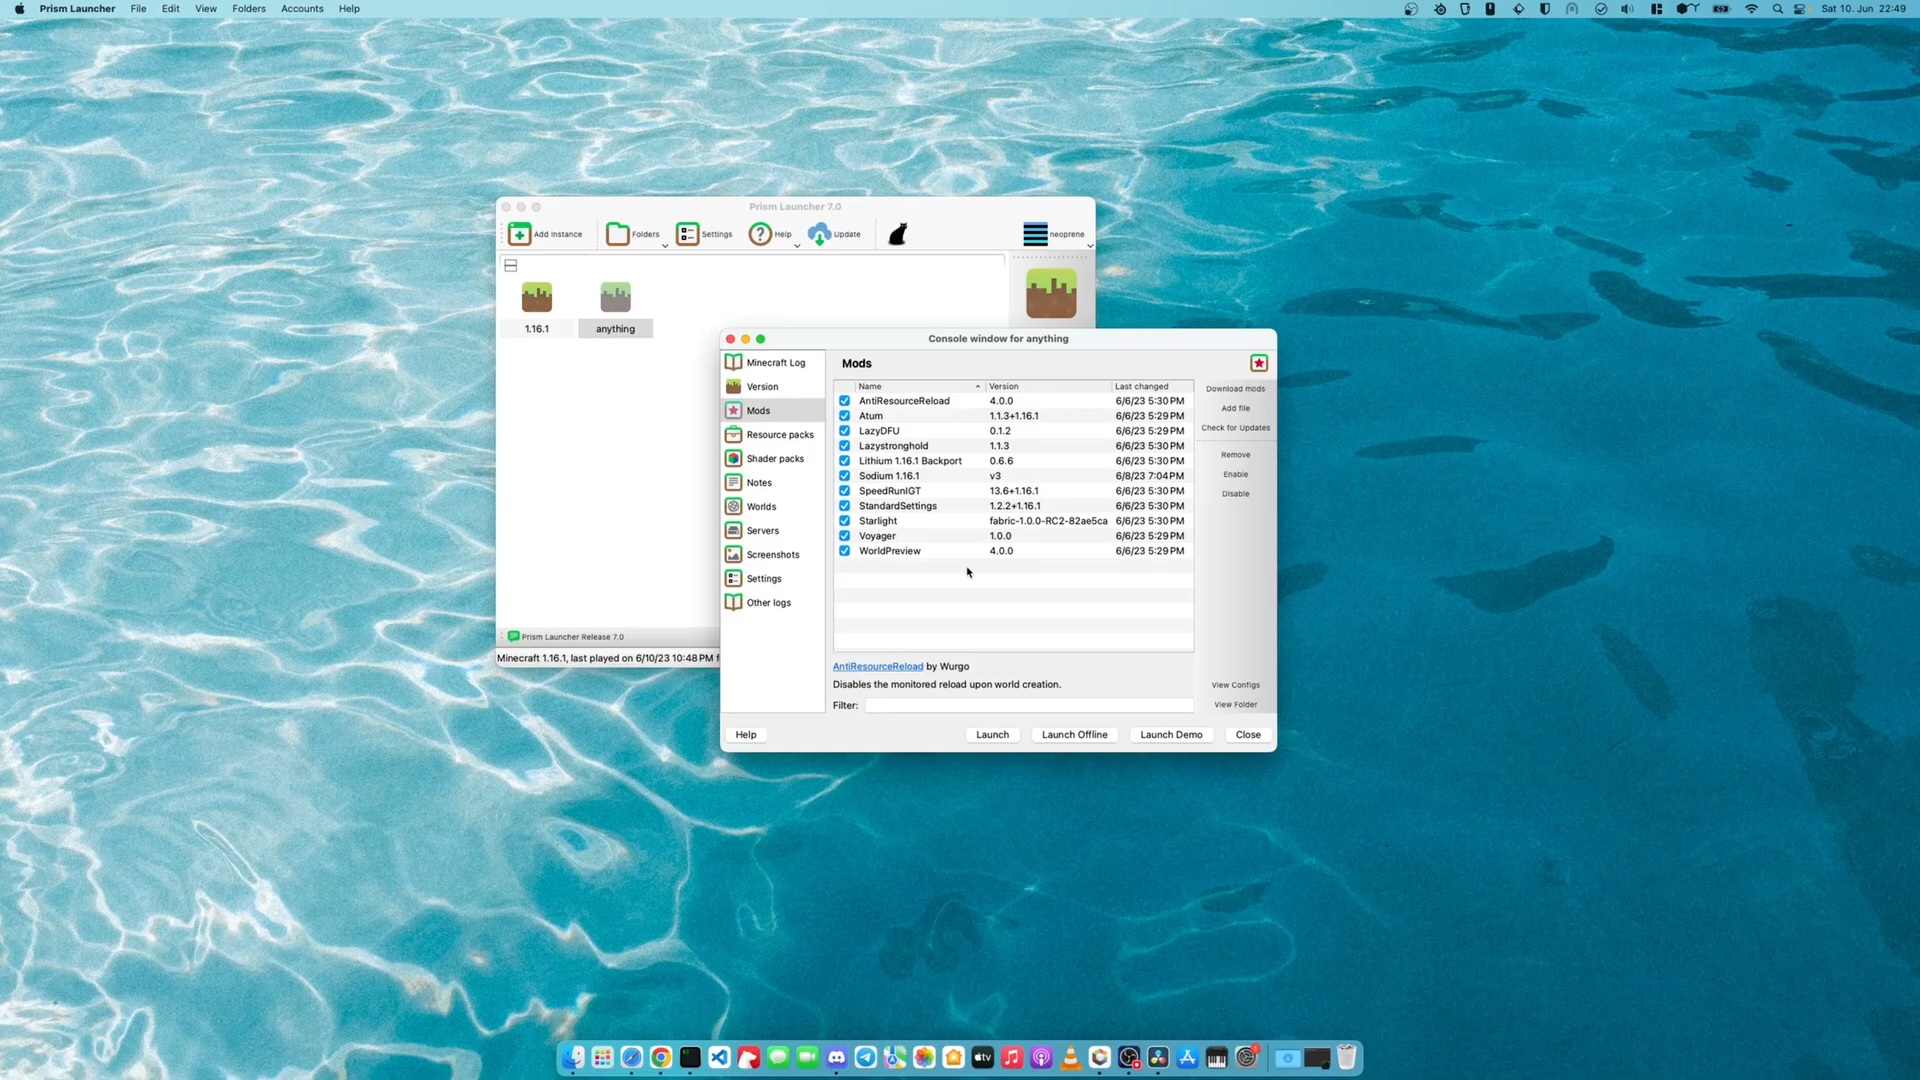 Prism Launcher File Edit View Folders Accounts Help
Sat 10. Jun 22:49
Prism Launcher 7.0
Add Instance Folders Settings Help Update neoprene
1.16.1 anything
Prism Launcher Release 7.0
Minecraft 1.16.1, last played on 6/10/23 10:48 PM f
Console window for anything
Minecraft Log
Version
Mods
Resource packs
Shader packs
Notes
Worlds
Servers
Screenshots
Settings
Other logs
Mods
Name Version Last changed
AntiResourceReload 4.0.0 6/6/23 5:30 PM
Atum 1.1.3+1.16.1 6/6/23 5:29 PM
LazyDFU 0.1.2 6/6/23 5:29 PM
Lazystronghold 1.1.3 6/6/23 5:30 PM
Lithium 1.16.1 Backport 0.6.6 6/6/23 5:30 PM
Sodium 1.16.1 v3 6/8/23 7:04 PM
SpeedRunIGT 13.6+1.16.1 6/6/23 5:30 PM
StandardSettings 1.2.2+1.16.1 6/6/23 5:30 PM
Starlight fabric-1.0.0-RC2-82ae5ca 6/6/23 5:30 PM
Voyager 1.0.0 6/6/23 5:29 PM
WorldPreview 4.0.0 6/6/23 5:29 PM
Download mods
Add file
Check for Updates
Remove
Enable
Disable
View Configs
View Folder
AntiResourceReload by Wurgo
Disables the monitored reload upon world creation.
Filter:
Help Launch Launch Offline Launch Demo Close
tv